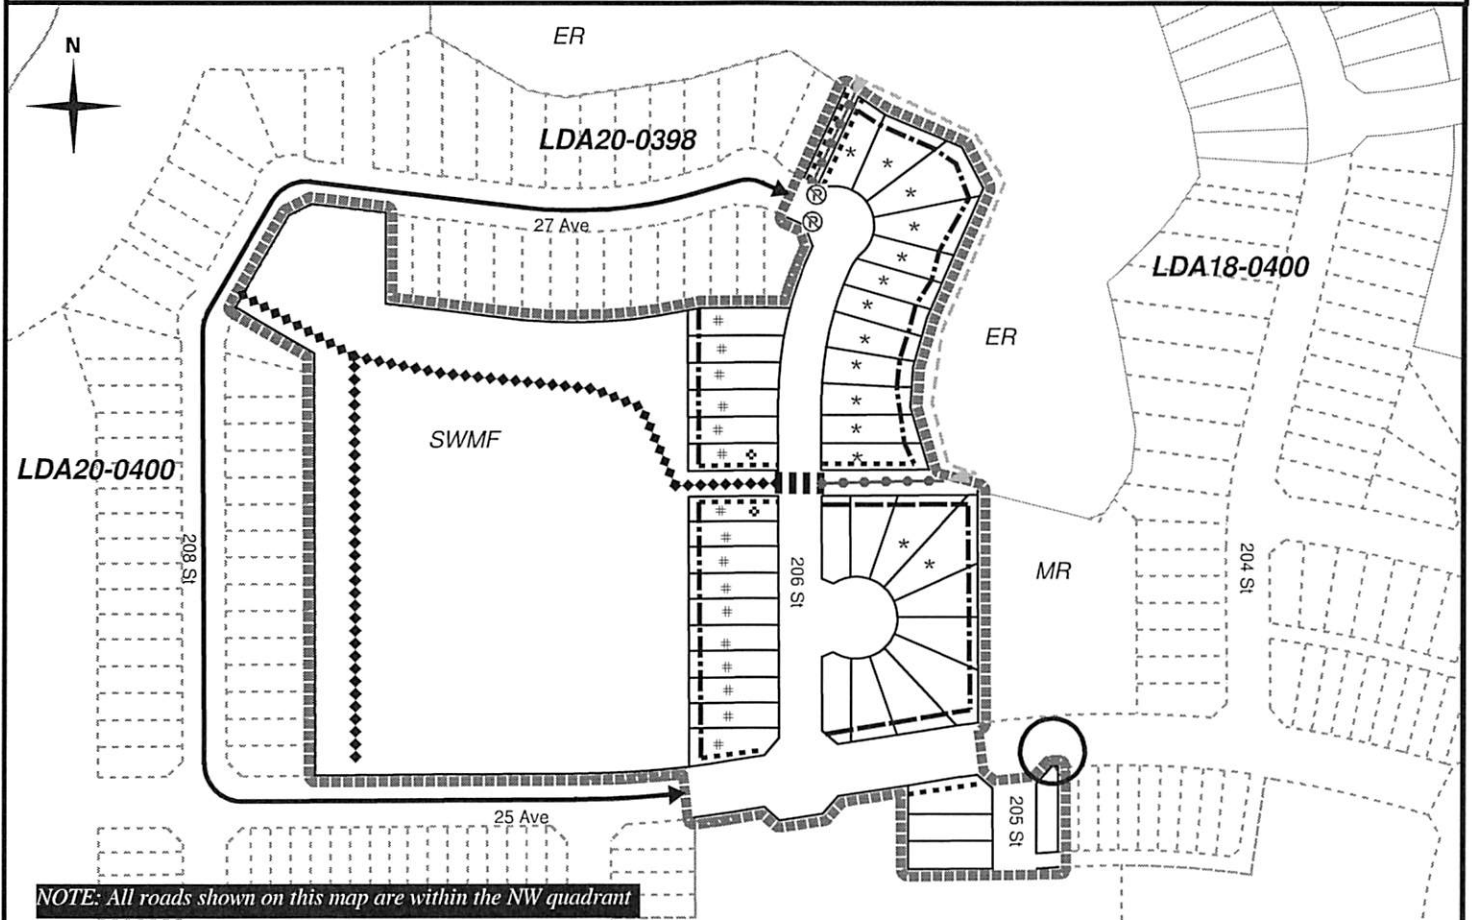 N
ER
LDA20-0398
27 Ave
LDA18-0400
ER
SWMF
LDA20-0400
208 St
206 St
MR
204 St
25 Ave
205 St
NOTE: All roads shown on this map are within the NW quadrant